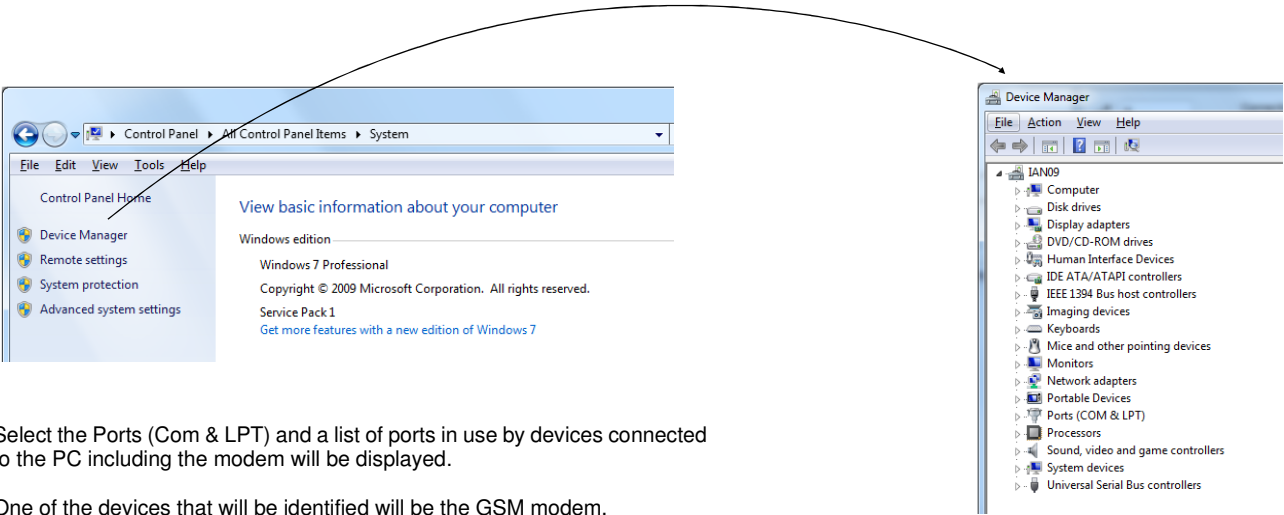 Control Panel ▸ All Control Panel Items ▸ System
File Edit View Tools Help
Control Panel Home
Device Manager
Remote settings
System protection
Advanced system settings
View basic information about your computer
Windows edition
Windows 7 Professional
Copyright © 2009 Microsoft Corporation. All rights reserved.
Service Pack 1
Get more features with a new edition of Windows 7
Select the Ports (Com & LPT) and a list of ports in use by devices connected
to the PC including the modem will be displayed.
One of the devices that will be identified will be the GSM modem.
Device Manager
File Action View Help
IAN09
Computer
Disk drives
Display adapters
DVD/CD-ROM drives
Human Interface Devices
IDE ATA/ATAPI controllers
IEEE 1394 Bus host controllers
Imaging devices
Keyboards
Mice and other pointing devices
Monitors
Network adapters
Portable Devices
Ports (COM & LPT)
Processors
Sound, video and game controllers
System devices
Universal Serial Bus controllers